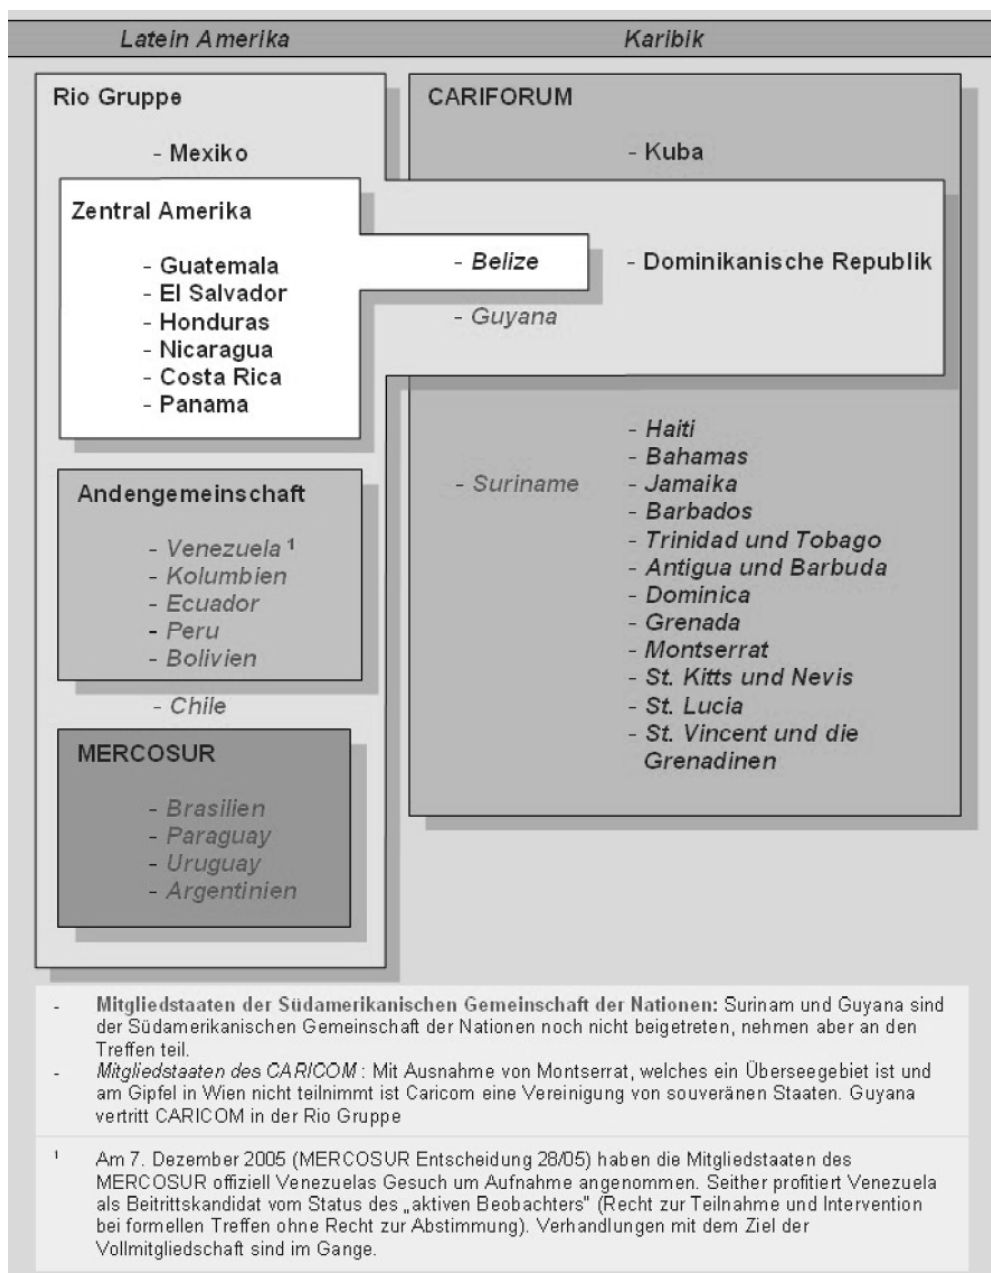 Latein Amerika
Karibik
Rio Gruppe
- Mexiko
Zentral Amerika
- Guatemala
- El Salvador
- Honduras
- Nicaragua
- Costa Rica
- Panama
Andengemeinschaft
- Venezuela ¹
- Kolumbien
- Ecuador
- Peru
- Bolivien
- Chile
MERCOSUR
- Brasilien
- Paraguay
- Uruguay
- Argentinien
CARIFORUM
- Kuba
- Belize
- Dominikanische Republik
- Guyana
- Suriname
- Haiti
- Bahamas
- Jamaika
- Barbados
- Trinidad und Tobago
- Antigua und Barbuda
- Dominica
- Grenada
- Montserrat
- St. Kitts und Nevis
- St. Lucia
- St. Vincent und die
Grenadinen
- Mitgliedstaaten der Südamerikanischen Gemeinschaft der Nationen: Surinam und Guyana sind
der Südamerikanischen Gemeinschaft der Nationen noch nicht beigetreten, nehmen aber an den
Treffen teil.
- Mitgliedstaaten des CARICOM : Mit Ausnahme von Montserrat, welches ein Überseegebiet ist und
am Gipfel in Wien nicht teilnimmt ist Caricom eine Vereinigung von souveränen Staaten. Guyana
vertritt CARICOM in der Rio Gruppe
¹ Am 7. Dezember 2005 (MERCOSUR Entscheidung 28/05) haben die Mitgliedstaaten des
MERCOSUR offiziell Venezuelas Gesuch um Aufnahme angenommen. Seither profitiert Venezuela
als Beitrittskandidat vom Status des „aktiven Beobachters" (Recht zur Teilnahme und Intervention
bei formellen Treffen ohne Recht zur Abstimmung). Verhandlungen mit dem Ziel der
Vollmitgliedschaft sind im Gange.